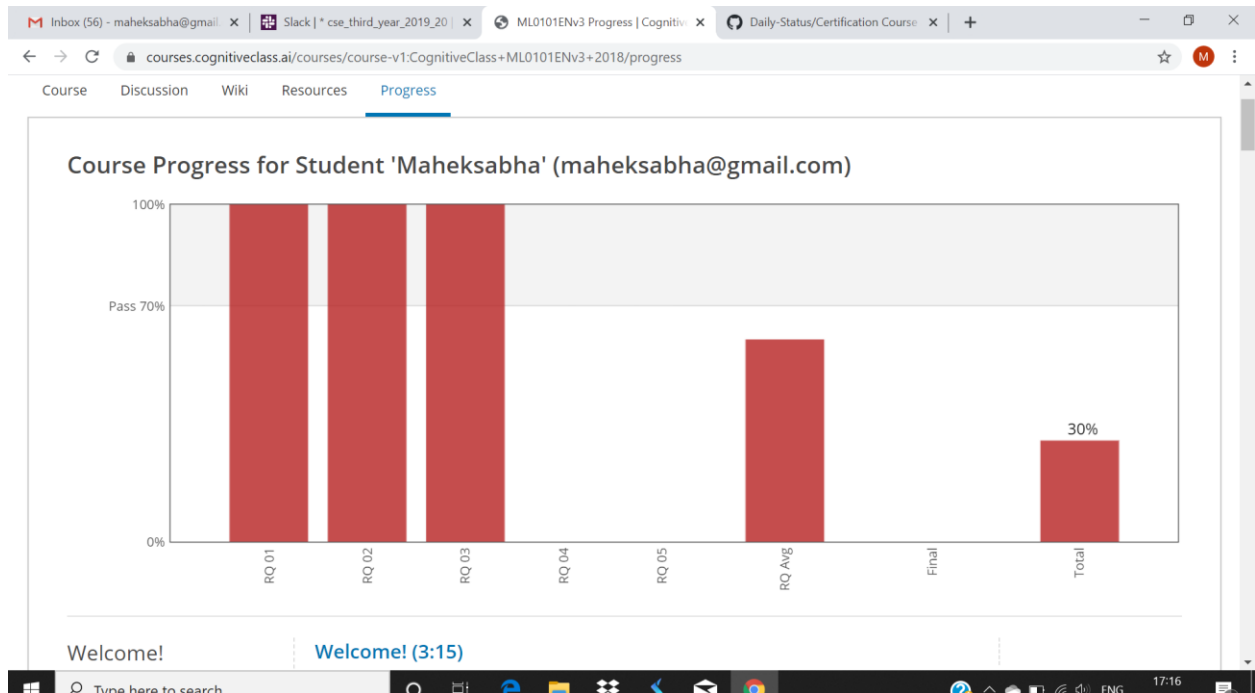 Inbox (56) - maheksabha@gmail.
Slack | * cse_third_year_2019_20 |
ML0101ENv3 Progress | Cognitiv
Daily-Status/Certification Course
courses.cognitiveclass.ai/courses/course-v1:CognitiveClass+ML0101ENv3+2018/progress
M
Course Discussion Wiki Resources Progress
Course Progress for Student 'Maheksabha' (maheksabha@gmail.com)
100%
Pass 70%
30%
0%
RQ 01
RQ 02
RQ 03
RQ 04
RQ 05
RQ Avg
Final
Total
Welcome!
Welcome! (3:15)
Type here to search
ENG
17:16